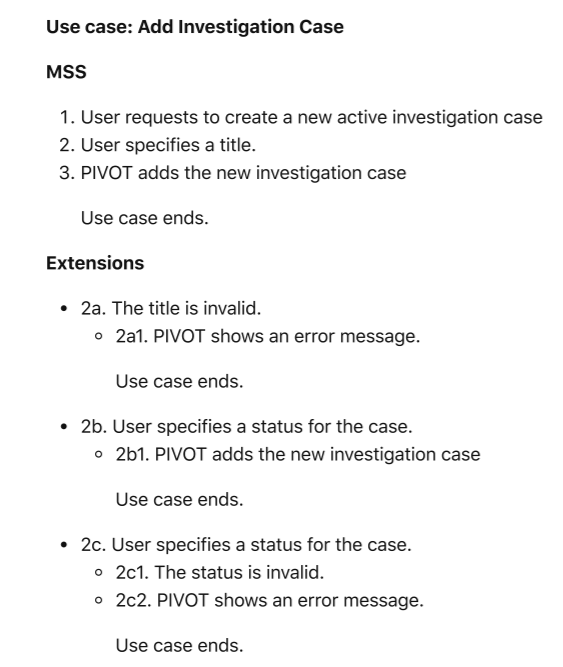 Use case: Add Investigation Case
MSS
1. User requests to create a new active investigation case
2. User specifies a title.
3. PIVOT adds the new investigation case
Use case ends.
Extensions
• 2a. The title is invalid.
◦ 2a1. PIVOT shows an error message.
Use case ends.
• 2b. User specifies a status for the case.
◦ 2b1. PIVOT adds the new investigation case
Use case ends.
• 2c. User specifies a status for the case.
◦ 2c1. The status is invalid.
◦ 2c2. PIVOT shows an error message.
Use case ends.